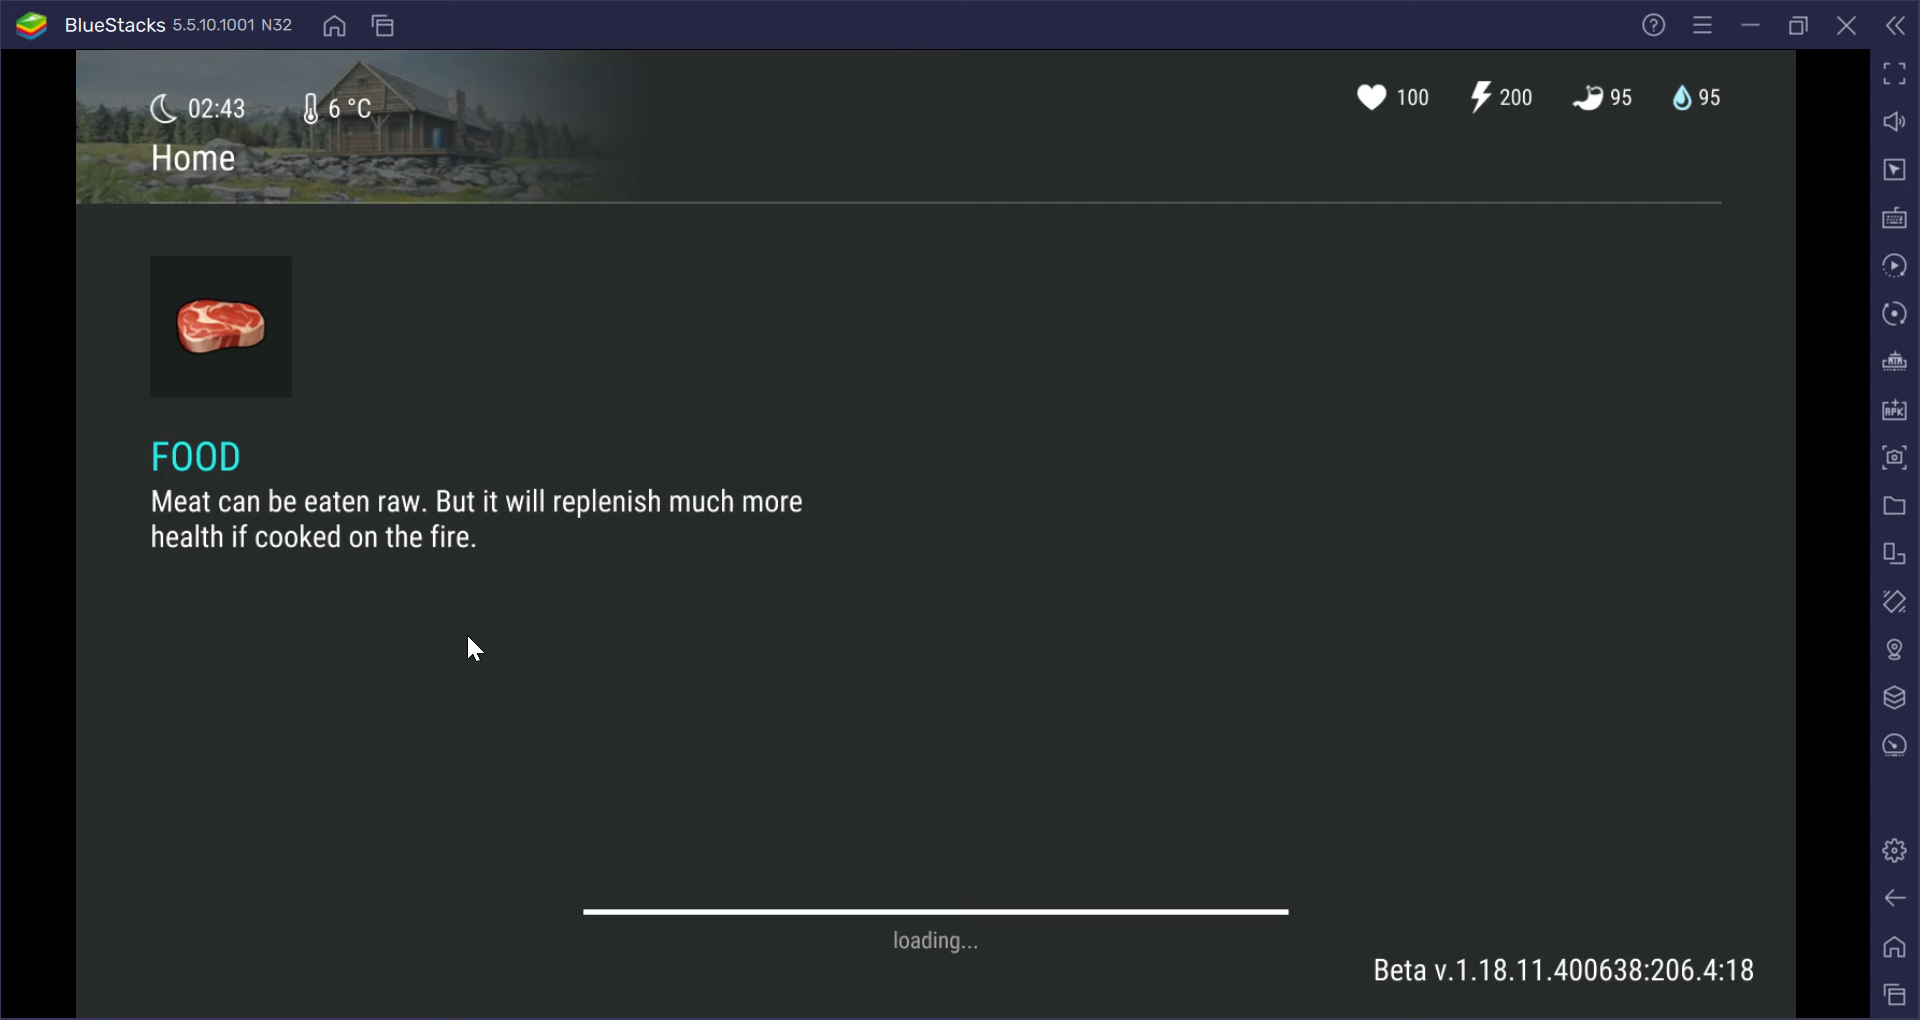 BlueStacks 5.5.10.1001 N32
02:43 6 °C 100 200 95 95
Home
FOOD
Meat can be eaten raw. But it will replenish much more
health if cooked on the fire.
loading...
Beta v.1.18.11.400638:206.4:18
APK